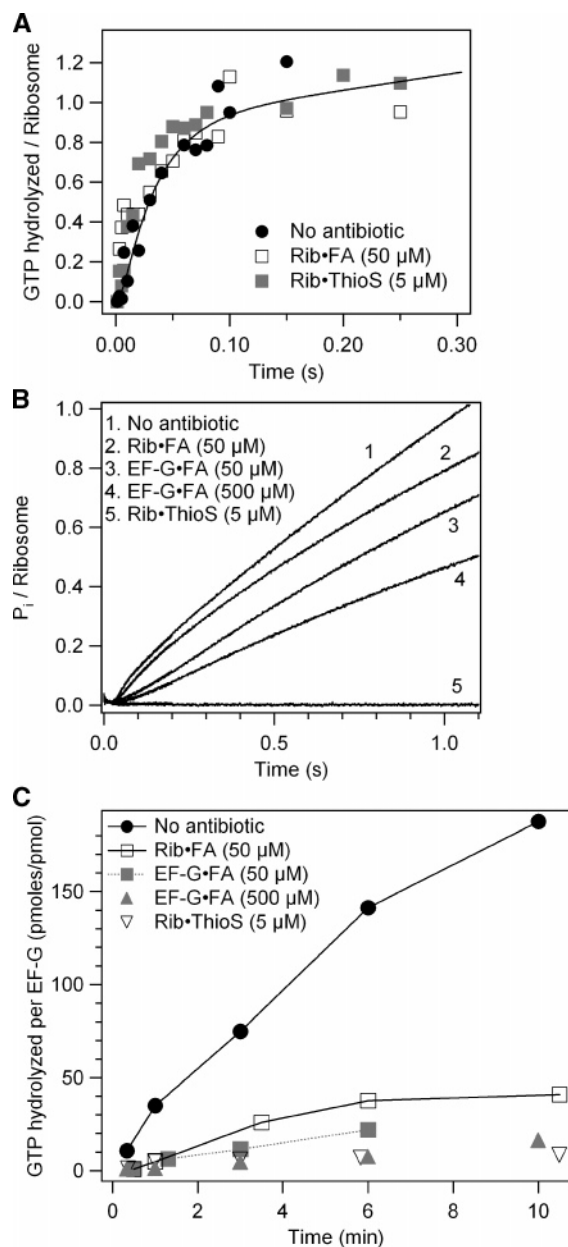 A
GTP hydrolyzed / Ribosome
1.2
1.0
0.8
0.6
0.4
0.2
0.0
No antibiotic
Rib•FA (50 µM)
Rib•ThioS (5 µM)
0.00 0.10 0.20 0.30
Time (s)
B
Pi / Ribosome
1.0
0.8
0.6
0.4
0.2
0.0
1. No antibiotic
2. Rib•FA (50 µM)
3. EF-G•FA (50 µM)
4. EF-G•FA (500 µM)
5. Rib•ThioS (5 µM)
1
2
3
4
5
0.0 0.5 1.0
Time (s)
C
GTP hydrolyzed per EF-G (pmoles/pmol)
No antibiotic
Rib•FA (50 µM)
EF-G•FA (50 µM)
EF-G•FA (500 µM)
Rib•ThioS (5 µM)
150
100
50
0
0 2 4 6 8 10
Time (min)